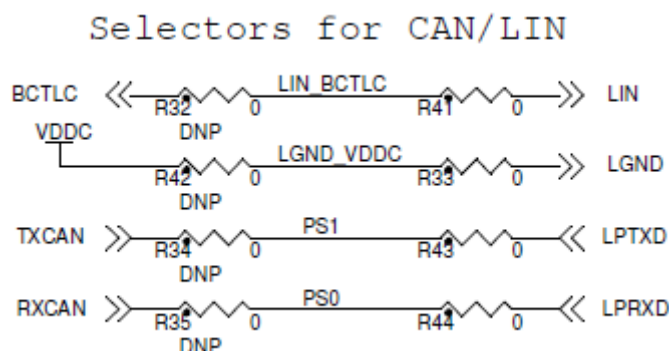 Selectors for CAN/LIN
BCTLC R32 0 LIN_BCTLC R41 0 LIN
DNP
VDDC
R42 0 LGND_VDDC R33 0 LGND
DNP
TXCAN R34 0 PS1 R43 0 LPTXD
DNP
RXCAN R35 0 PS0 R44 0 LPRXD
DNP